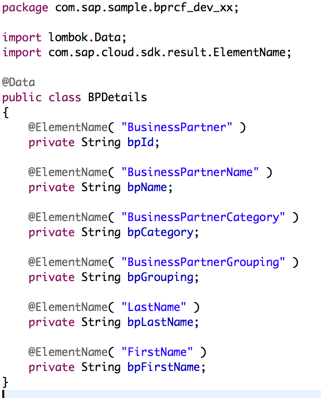 package com.sap.sample.bprcf_dev_xx;
import lombok.Data;
import com.sap.cloud.sdk.result.ElementName;
@Data
public class BPDetails
{
@ElementName( "BusinessPartner" )
private String bpId;
@ElementName( "BusinessPartnerName" )
private String bpName;
@ElementName( "BusinessPartnerCategory" )
private String bpCategory;
@ElementName( "BusinessPartnerGrouping" )
private String bpGrouping;
@ElementName( "LastName" )
private String bpLastName;
@ElementName( "FirstName" )
private String bpFirstName;
}